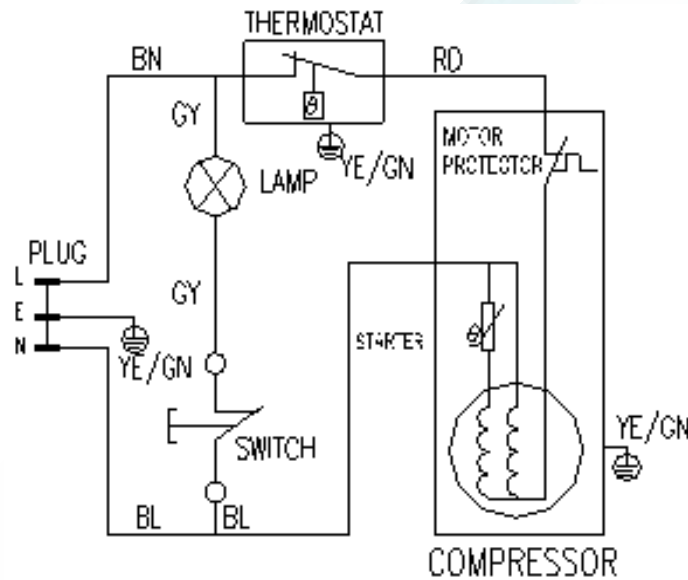 THERMOSTAT
BN
RD
GY
θ
MOTOR
PROTECTOR
YE/GN
LAMP
PLUG
L
GY
E
STARTER
θ
N
YE/GN
YE/GN
SWITCH
BL
BL
COMPRESSOR